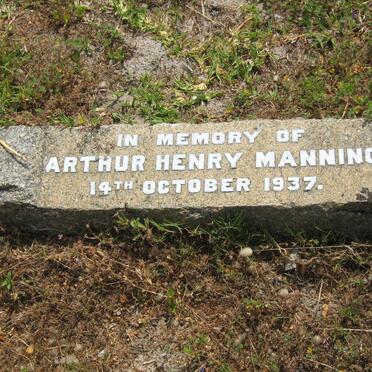 IN MEMORY OF
ARTHUR HENRY MANNING
14TH OCTOBER 1937.